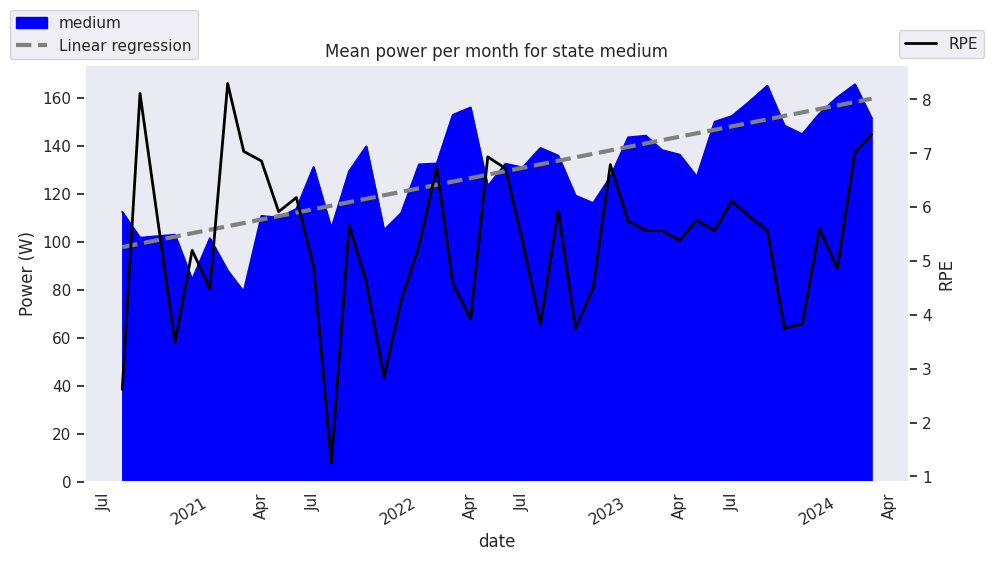 medium
Linear regression
RPE
Mean power per month for state medium
160
140
120
100
80
60
40
20
0
Power (W)
8
7
6
5
4
3
2
1
RPE
Jul
2021
Apr
Jul
2022
Apr
Jul
2023
Apr
Jul
2024
Apr
date